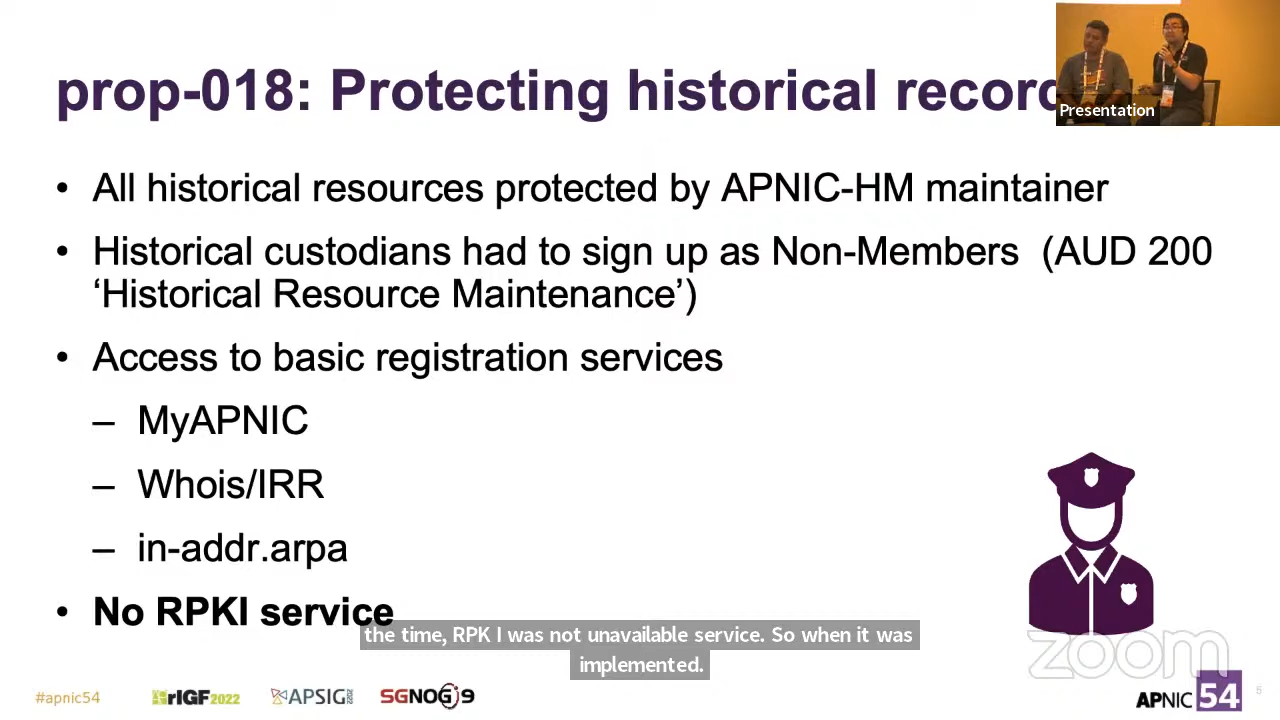 prop-018: Protecting historical recor
Presentation
• All historical resources protected by APNIC-HM maintainer
• Historical custodians had to sign up as Non-Members (AUD 200
‘Historical Resource Maintenance’)
• Access to basic registration services
– MyAPNIC
– Whois/IRR
– in-addr.arpa
• No RPKI service
the time, RPK I was not unavailable service. So when it was
implemented.
zoom
#apnic54
rIGF2022
APSIG
SGNOG9
APNIC 54
5